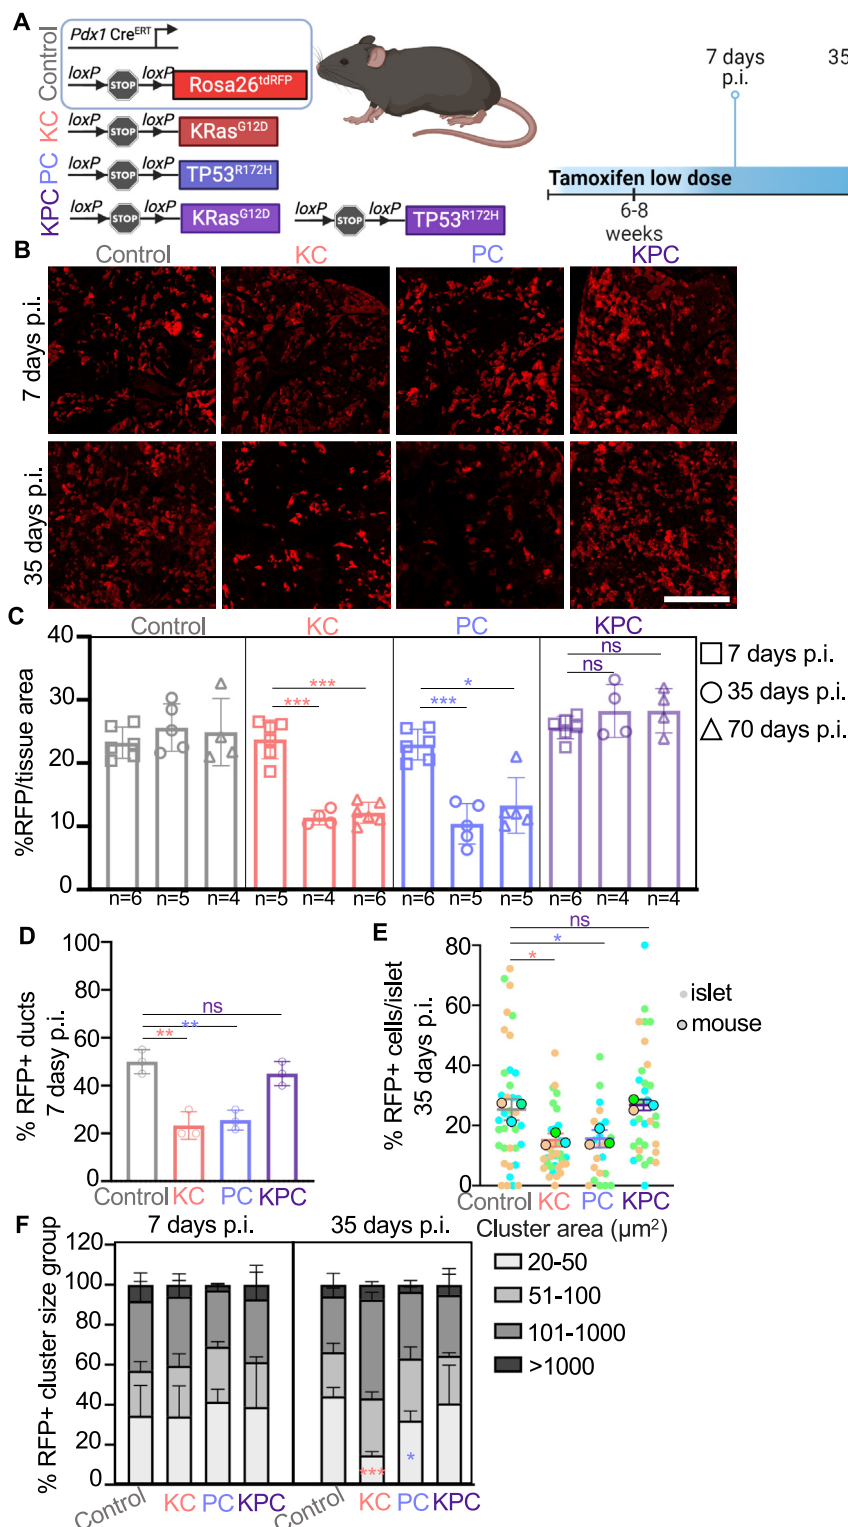 A
Pdx1 Cre^ERT
Control
loxP STOP loxP Rosa26^tdRFP
KC
loxP STOP loxP KRas^G12D
PC
loxP STOP loxP TP53^R172H
KPC
loxP STOP loxP KRas^G12D loxP STOP loxP TP53^R172H
7 days
p.i.
35
Tamoxifen low dose
6-8
weeks
B
Control KC PC KPC
7 days p.i.
35 days p.i.
C
Control KC PC KPC
%RFP/tissue area
40
30
20
10
0
*** *** *** * ns ns
7 days p.i.
35 days p.i.
70 days p.i.
n=6 n=5 n=4 n=5 n=4 n=6 n=6 n=5 n=5 n=6 n=4 n=4
D
% RFP+ ducts
7 dasy p.i.
100
80
60
40
20
0
ns
**
**
Control KC PC KPC
E
% RFP+ cells/islet
35 days p.i.
80
60
40
20
0
ns
*
*
islet
mouse
Control KC PC KPC
F
7 days p.i. 35 days p.i.
% RFP+ cluster size group
120
100
80
60
40
20
0
*** *
Control KC PC KPC Control KC PC KPC
Cluster area (µm²)
20-50
51-100
101-1000
>1000